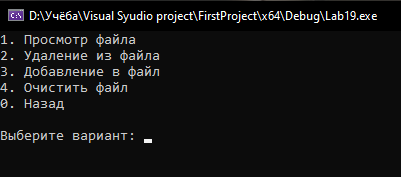 D:\Учёба\Visual Syudio project\FirstProject\x64\Debug\Lab19.exe
1. Просмотр файла
2. Удаление из файла
3. Добавление в файл
4. Очистить файл
0. Назад
Выберите вариант: